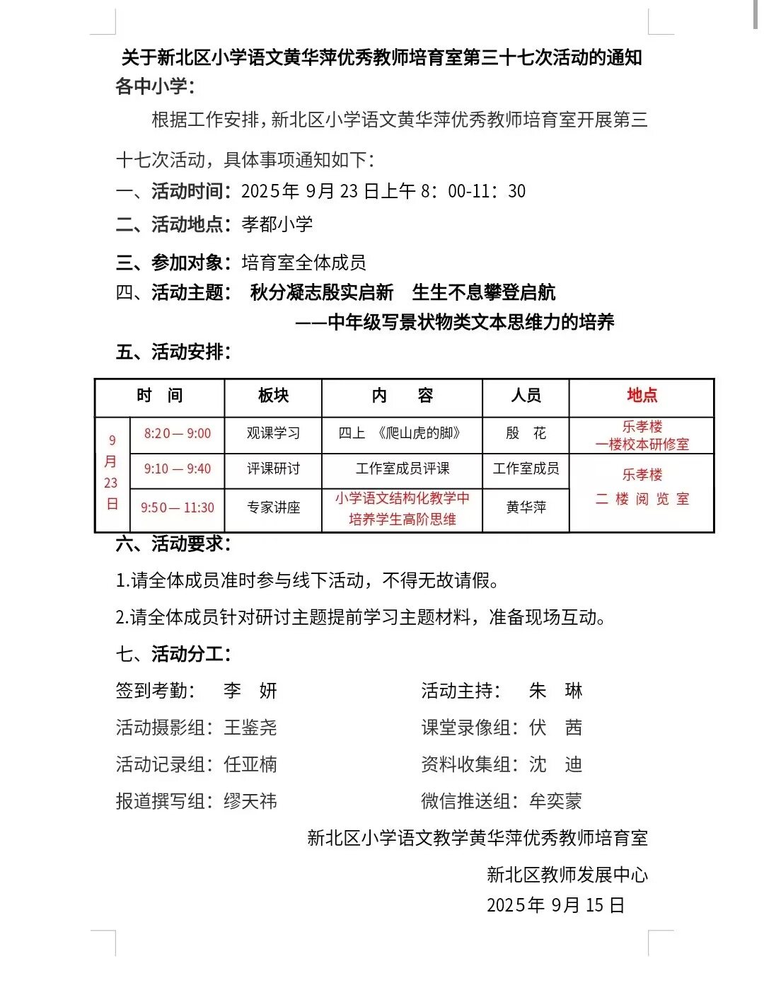 关于新北区小学语文黄华萍优秀教师培育室第三十七次活动的通知
各中小学：
根据工作安排，新北区小学语文黄华萍优秀教师培育室开展第三
十七次活动，具体事项通知如下：
一、活动时间：2025年 9月 23 日上午 8：00-11：30
二、活动地点：孝都小学
三、参加对象：培育室全体成员
四、活动主题： 秋分凝志殷实启新 生生不息攀登启航
——中年级写景状物类文本思维力的培养
五、活动安排：
时 间 板块 内 容 人员 地点
9月23日
8:20— 9:00 观课学习 四上 《爬山虎的脚》 殷 花 乐孝楼 一楼校本研修室
9:10 — 9:40 评课研讨 工作室成员评课 工作室成员 乐孝楼 二 楼 阅 览 室
9:50— 11:30 专家讲座 小学语文结构化教学中培养学生高阶思维 黄华萍
六、活动要求：
1.请全体成员准时参与线下活动，不得无故请假。
2.请全体成员针对研讨主题提前学习主题材料，准备现场互动。
七、活动分工：
签到考勤： 李 妍 活动主持： 朱 琳
活动摄影组：王鉴尧 课堂录像组：伏 茜
活动记录组：任亚楠 资料收集组：沈 迪
报道撰写组：缪天祎 微信推送组：牟奕蒙
新北区小学语文教学黄华萍优秀教师培育室
新北区教师发展中心
2025年 9月 15 日